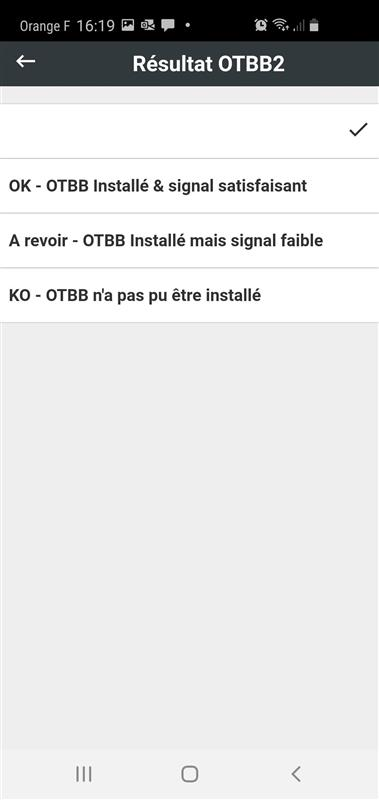 Orange F 16:19
Résultat OTBB2
OK - OTBB Installé & signal satisfaisant
A revoir - OTBB Installé mais signal faible
KO - OTBB n'a pas pu être installé